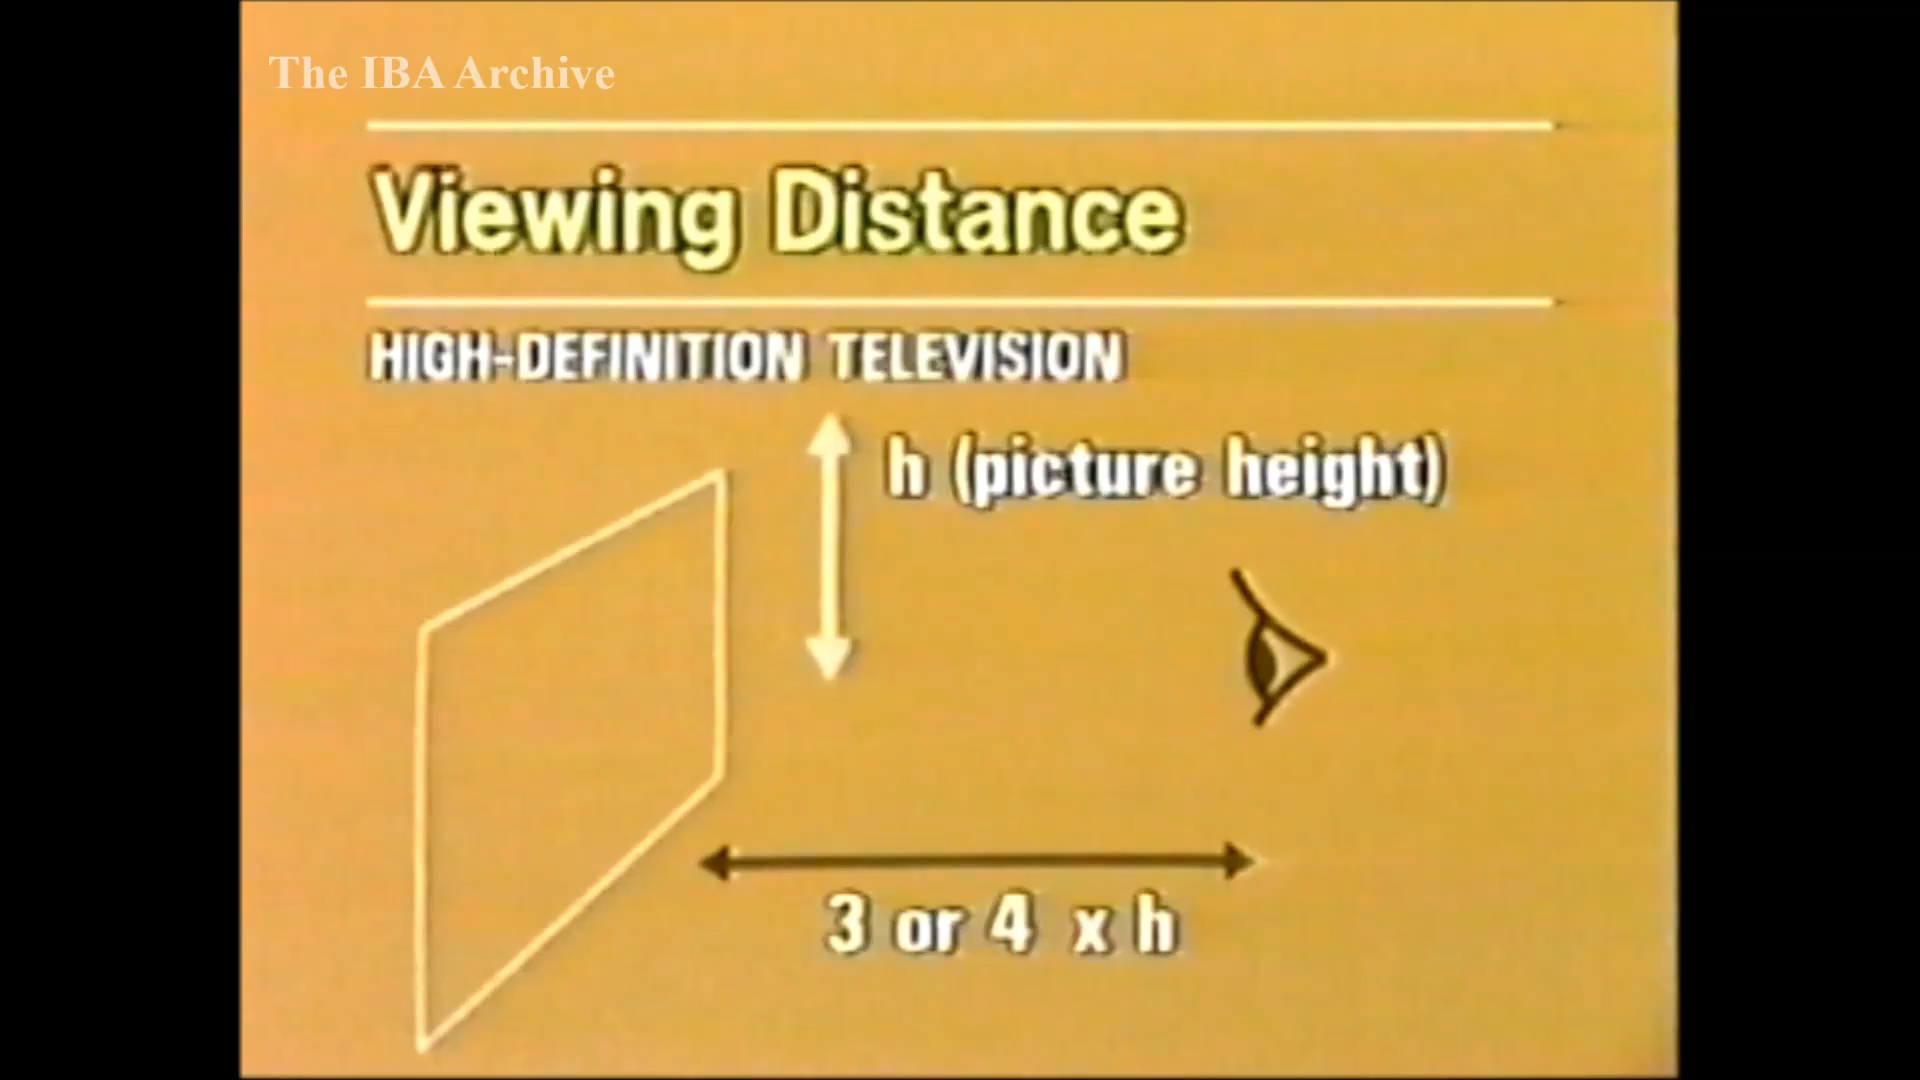 The IBA Archive
Viewing Distance
HIGH-DEFINITION TELEVISION
h (picture height)
3 or 4 x h